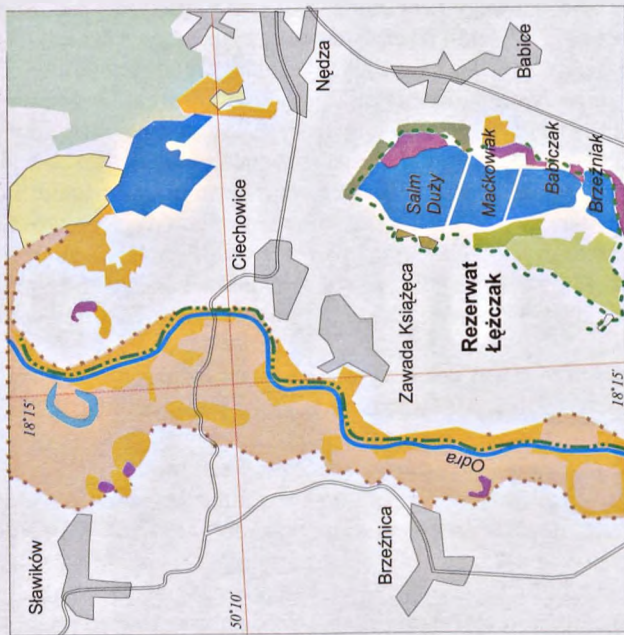 Sławików
18°15'
Ciechowice
Nędza
50°10'
Brzeźnica
Odra
Zawada Książęca
Rezerwat
Łężczak
Salm
Duży
Maćkowiak
Babiczak
Brzeźniak
Babice
18°15'